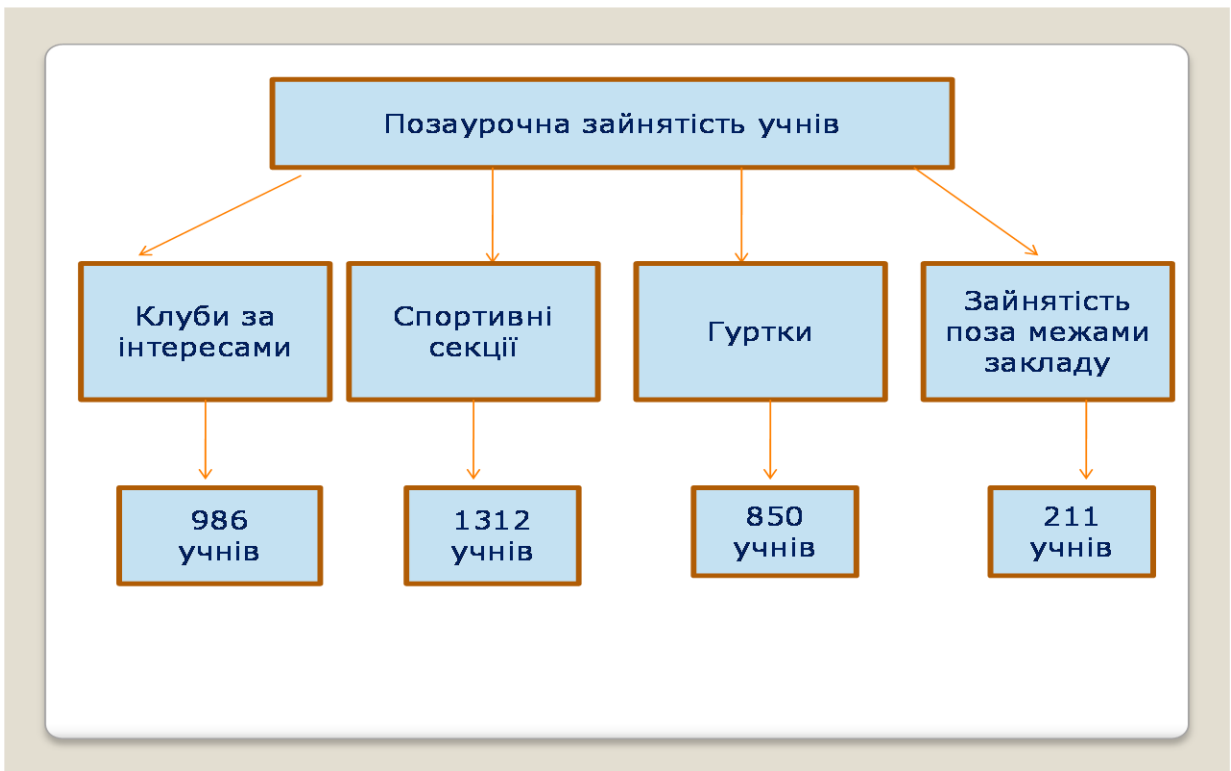 Позаурочна зайнятість учнів
Клуби за
інтересами
Спортивні
секції
Гуртки
Зайнятість
поза межами
закладу
986
учнів
1312
учнів
850
учнів
211
учнів